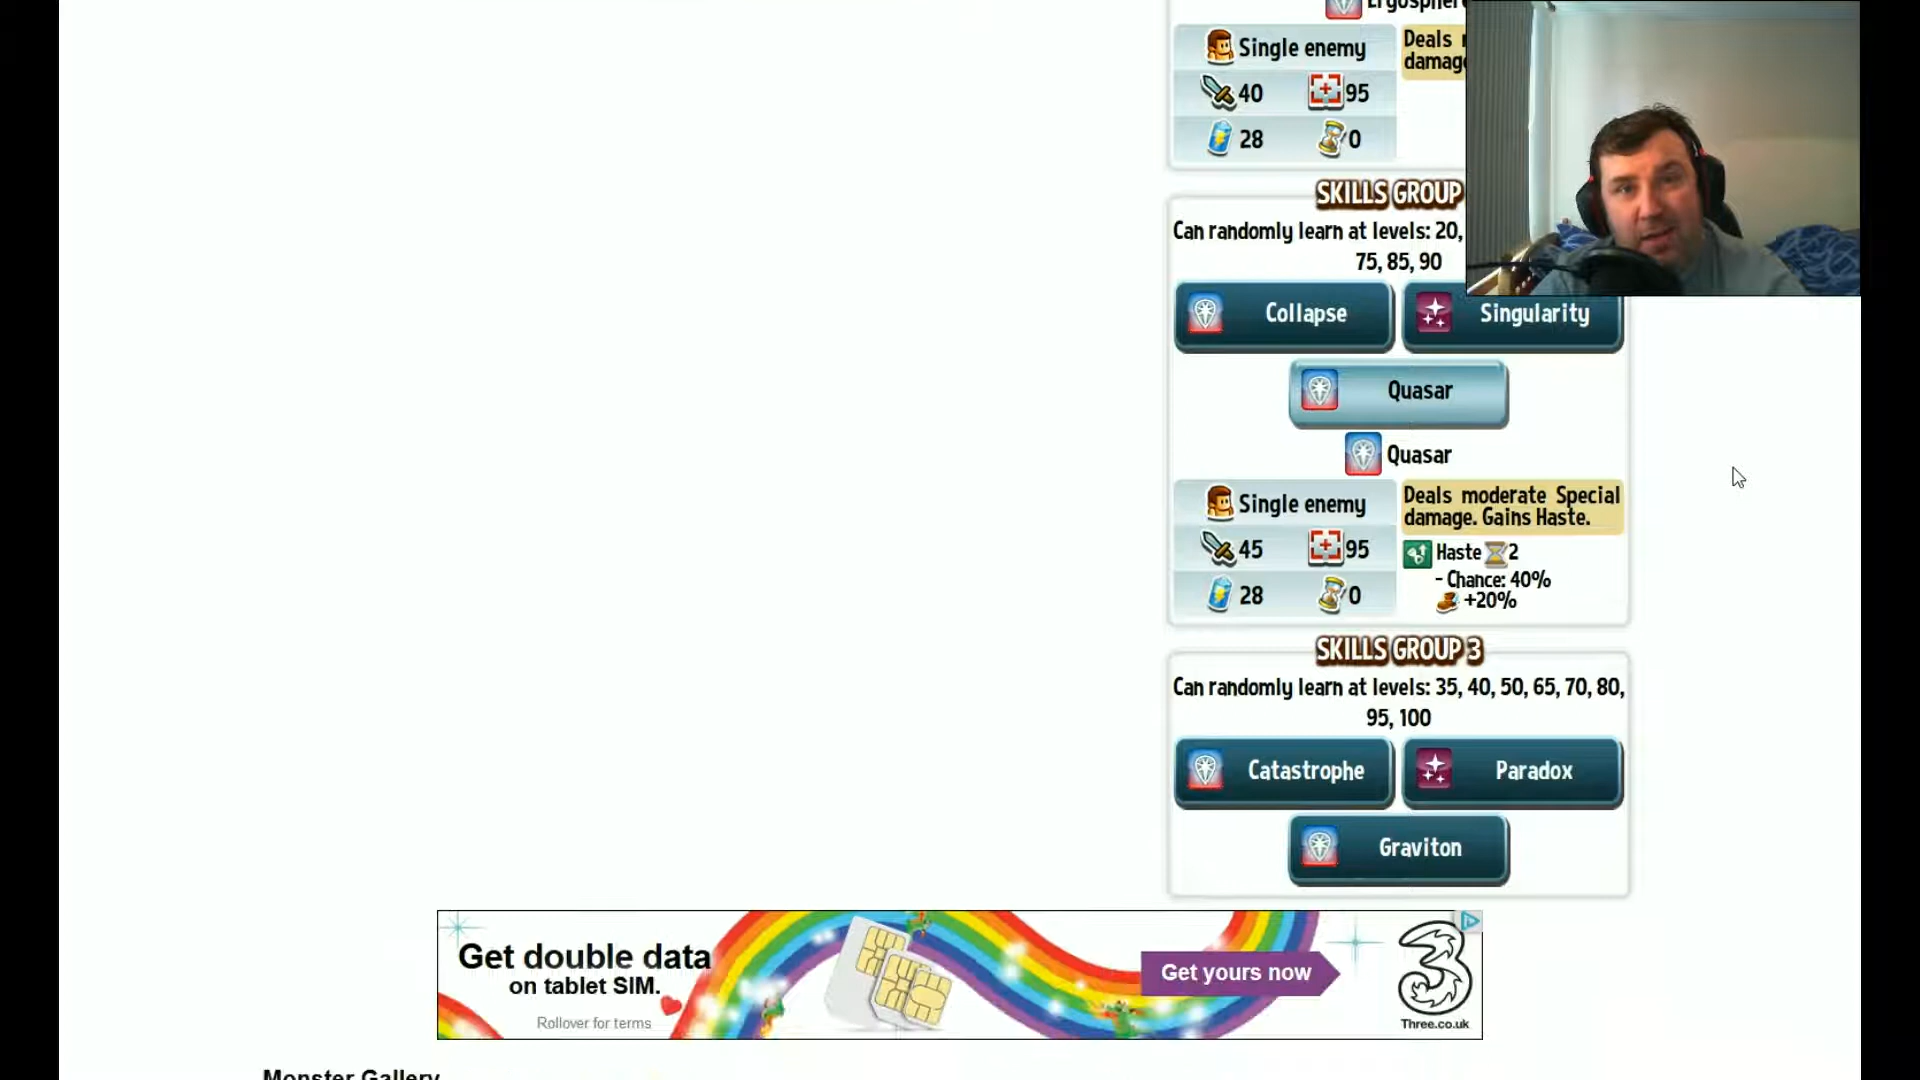 Single enemy
Deals
40
95
28
0
SKILLS GROUP
Can randomly learn at levels: 20,
75, 85, 90
Collapse
Singularity
Quasar
Quasar
Single enemy
Deals moderate Special
damage. Gains Haste.
45
95
Haste 2
- Chance: 40%
+20%
28
0
SKILLS GROUP 3
Can randomly learn at levels: 35, 40, 50, 65, 70, 80,
95, 100
Catastrophe
Paradox
Graviton
Get double data
on tablet SIM.
Rollover for terms
Get yours now
3
Three.co.uk
Monster Gallery